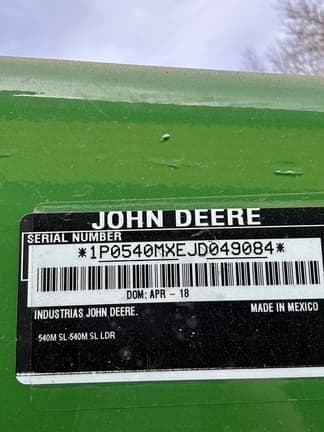 JOHN DEERE
SERIAL NUMBER
*1P0540MXEJD049084*
DOM: APR - 18
INDUSTRIAS JOHN DEERE. MADE IN MEXICO
540M SL-540M SL LDR